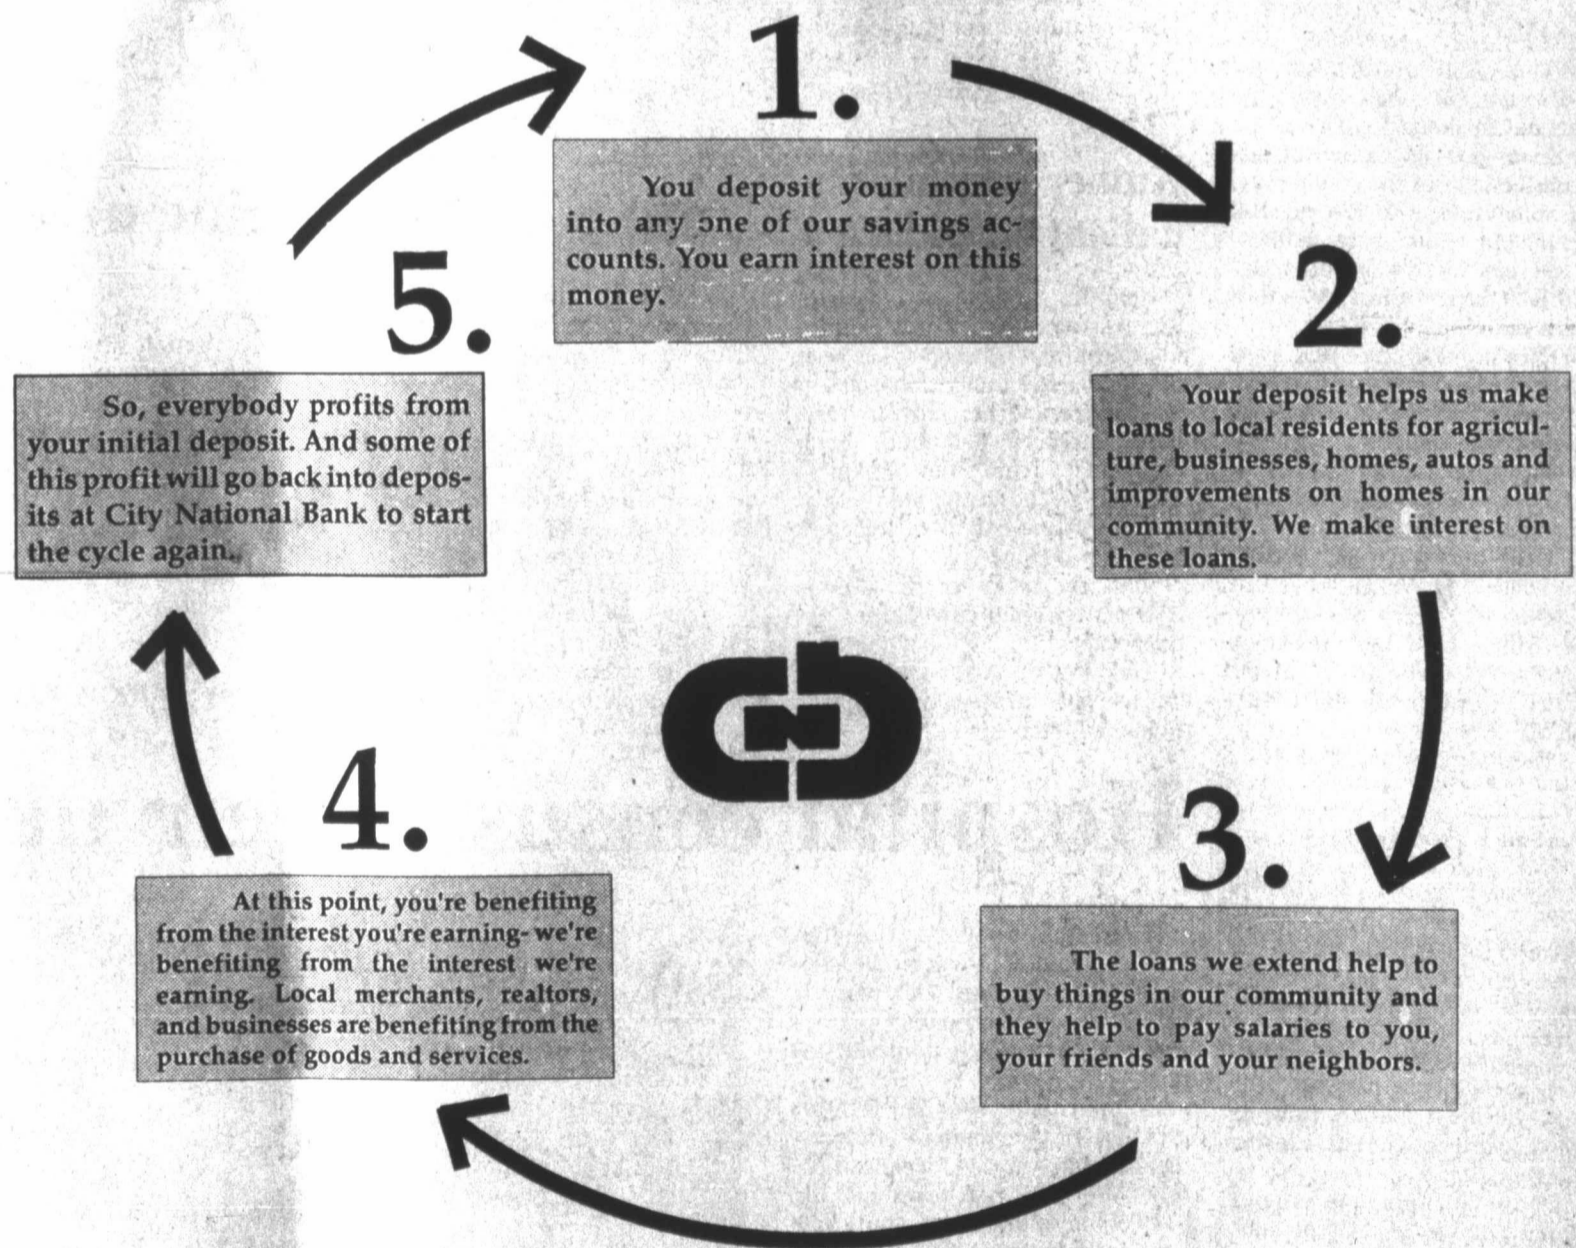 1.
You deposit your money
into any one of our savings ac-
counts. You earn interest on this
money.
2.
Your deposit helps us make
loans to local residents for agricul-
ture, businesses, homes, autos and
improvements on homes in our
community. We make interest on
these loans.
3.
The loans we extend help to
buy things in our community and
they help to pay salaries to you,
your friends and your neighbors.
4.
At this point, you're benefiting
from the interest you're earning- we're
benefiting from the interest we're
earning. Local merchants, realtors,
and businesses are benefiting from the
purchase of goods and services.
5.
So, everybody profits from
your initial deposit. And some of
this profit will go back into depos-
its at City National Bank to start
the cycle again.
CNB